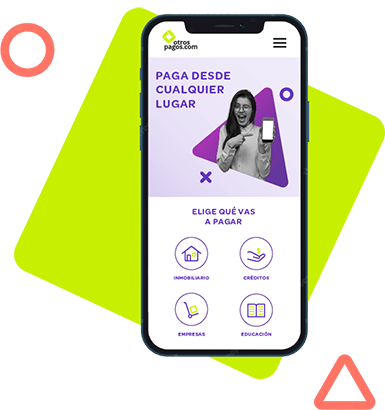 otros
pagos.com
PAGA DESDE
CUALQUIER
LUGAR
ELIGE QUÉ VAS
A PAGAR
INMOBILIARIO
CRÉDITOS
EMPRESAS
EDUCACIÓN